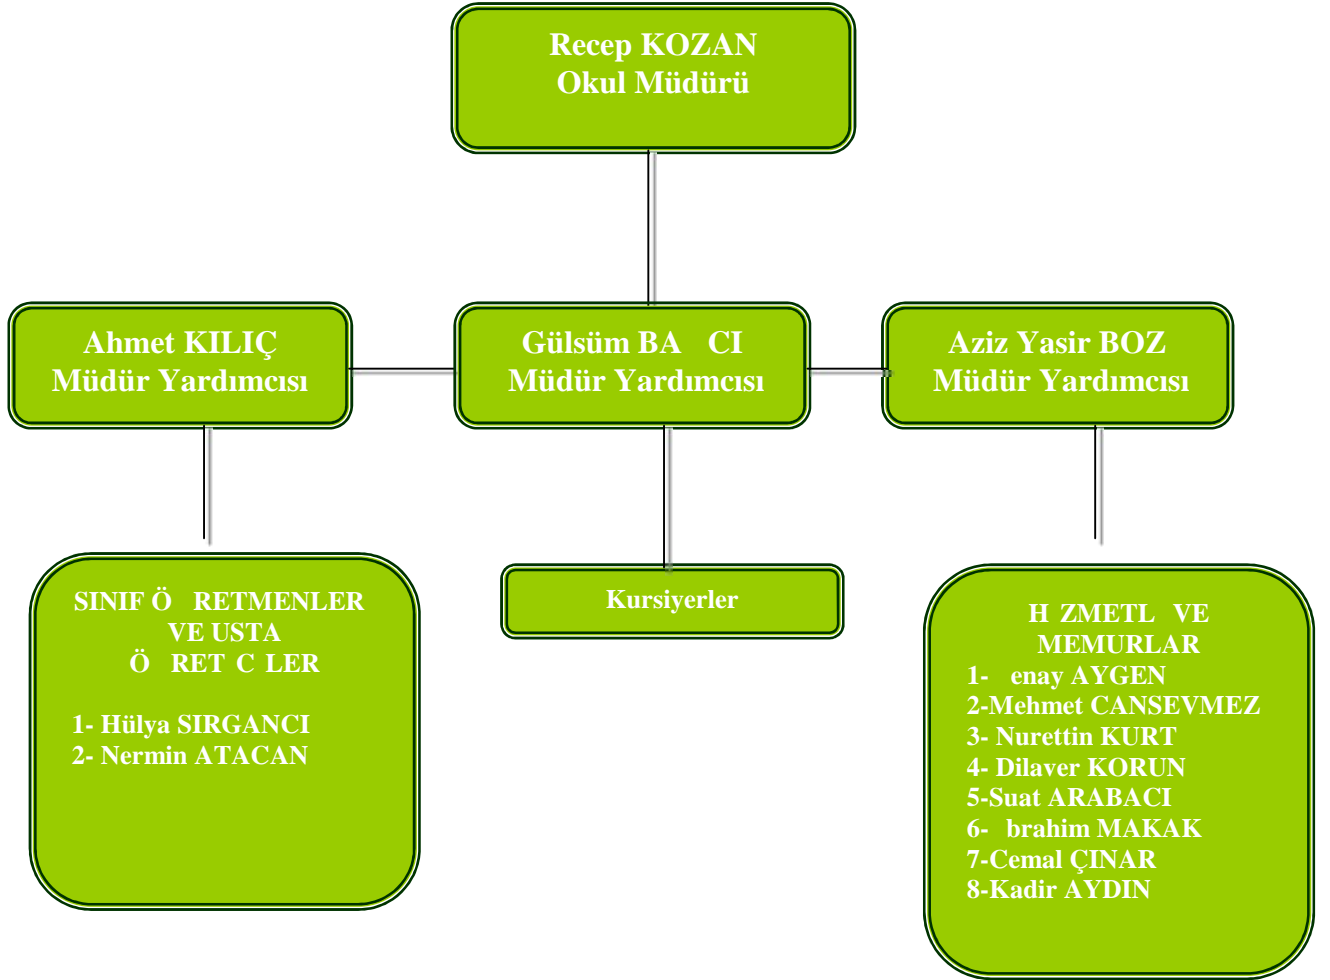 Recep KOZAN
Okul Müdürü
Ahmet KILIÇ
Müdür Yardımcısı
Gülsüm BA CI
Müdür Yardımcısı
Aziz Yasir BOZ
Müdür Yardımcısı
SINIF Ö RETMENLER
VE USTA
Ö RET C LER
1- Hülya SIRGANCI
2- Nermin ATACAN
Kursiyerler
H ZMETL VE
MEMURLAR
1- enay AYGEN
2-Mehmet CANSEVMEZ
3- Nurettin KURT
4- Dilaver KORUN
5-Suat ARABACI
6- brahim MAKAK
7-Cemal ÇINAR
8-Kadir AYDIN